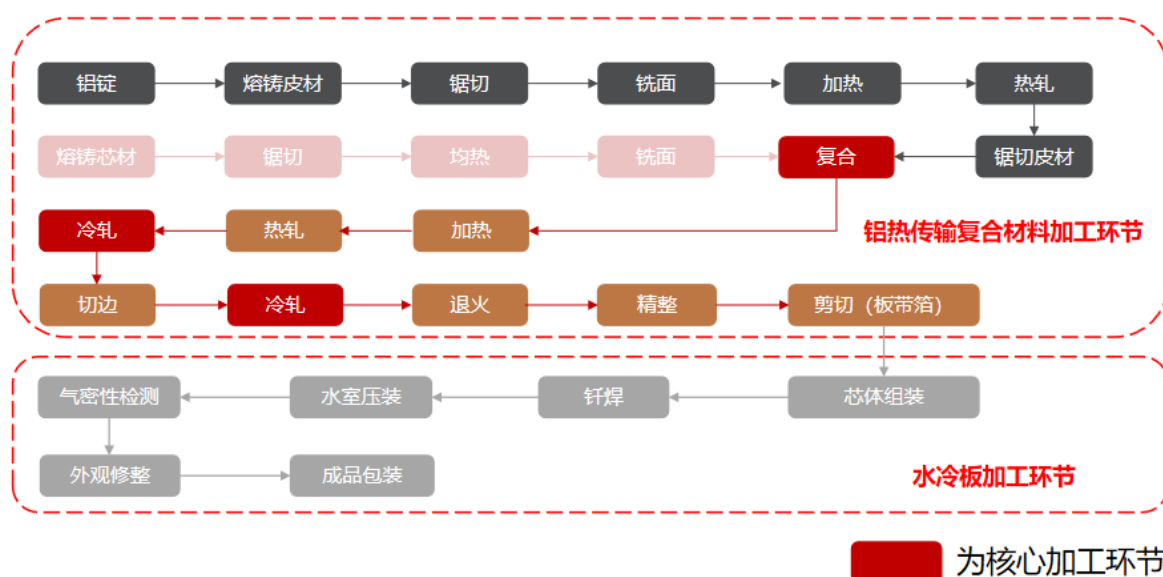 铝锭 熔铸皮材 锯切 铣面 加热 热轧
熔铸芯材 锯切 均热 铣面 复合 锯切皮材
冷轧 热轧 加热 铝热传输复合材料加工环节
切边 冷轧 退火 精整 剪切（板带箔）
气密性检测 水室压装 钎焊 芯体组装
外观修整 成品包装 水冷板加工环节
为核心加工环节